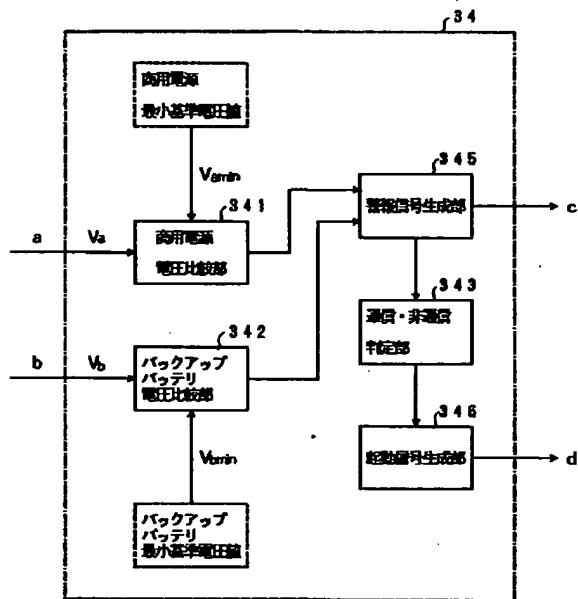 34
商用電源
最小基準電圧値
Vamin
341
商用電源
電圧比較部
a
Va
342
バックアップ
バッテリ
電圧比較部
b
Vb
Vbmin
バックアップ
バッテリ
最小基準電圧値
345
警報信号生成部
c
343
通信・非通信
判定部
346
起動信号生成部
d